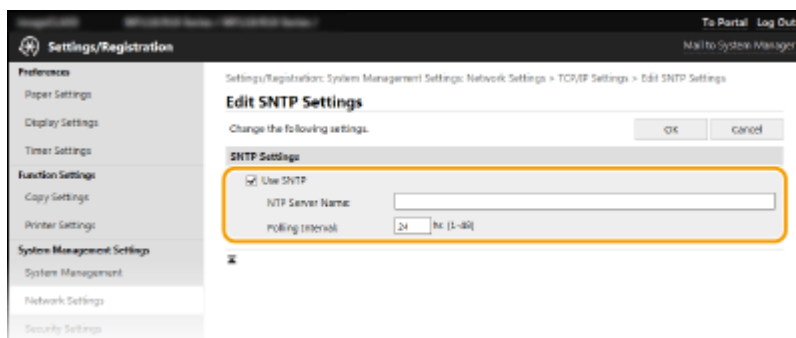 To Portal Log Out
Settings/Registration
Mail to System Manager
Preferences
Paper Settings
Display Settings
Timer Settings
Function Settings
Copy Settings
Printer Settings
System Management Settings
System Management
Network Settings
Security Settings
Settings/Registration: System Management Settings: Network Settings > TCP/IP Settings > Edit SNTP Settings
Edit SNTP Settings
Change the following settings.
OK
Cancel
SNTP Settings
Use SNTP
NTP Server Name:
Polling Interval:
24 hr. (1-48)